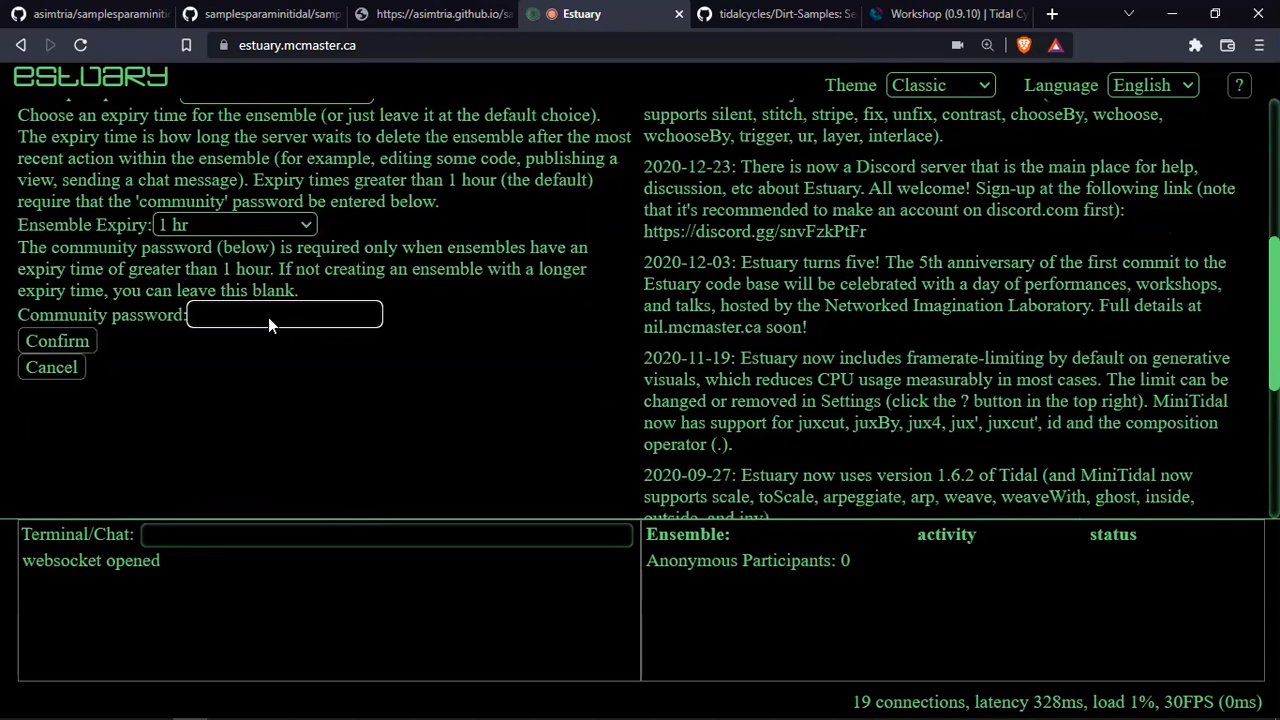 asimtria/samplesparaminiti
samplesparaminitidal/samp
https://asimtria.github.io/sa
Estuary
tidalcycles/Dirt-Samples: Se
Workshop (0.9.10) | Tidal Cy
estuary.mcmaster.ca
estuary
Theme
Classic
Language
English
?
Choose an expiry time for the ensemble (or just leave it at the default choice).
The expiry time is how long the server waits to delete the ensemble after the most
recent action within the ensemble (for example, editing some code, publishing a
view, sending a chat message). Expiry times greater than 1 hour (the default)
require that the 'community' password be entered below.
Ensemble Expiry: 1 hr
The community password (below) is required only when ensembles have an
expiry time of greater than 1 hour. If not creating an ensemble with a longer
expiry time, you can leave this blank.
Community password:
Confirm
Cancel
supports silent, stitch, stripe, fix, unfix, contrast, chooseBy, wchoose,
wchooseBy, trigger, ur, layer, interlace).
2020-12-23: There is now a Discord server that is the main place for help,
discussion, etc about Estuary. All welcome! Sign-up at the following link (note
that it's recommended to make an account on discord.com first):
https://discord.gg/snvFzkPtFr
2020-12-03: Estuary turns five! The 5th anniversary of the first commit to the
Estuary code base will be celebrated with a day of performances, workshops,
and talks, hosted by the Networked Imagination Laboratory. Full details at
nil.mcmaster.ca soon!
2020-11-19: Estuary now includes framerate-limiting by default on generative
visuals, which reduces CPU usage measurably in most cases. The limit can be
changed or removed in Settings (click the ? button in the top right). MiniTidal
now has support for juxcut, juxBy, jux4, jux', juxcut', id and the composition
operator (.).
2020-09-27: Estuary now uses version 1.6.2 of Tidal (and MiniTidal now
supports scale, toScale, arpeggiate, arp, weave, weaveWith, ghost, inside,
outside, and inv)
Terminal/Chat:
websocket opened
Ensemble: activity status
Anonymous Participants: 0
19 connections, latency 328ms, load 1%, 30FPS (0ms)